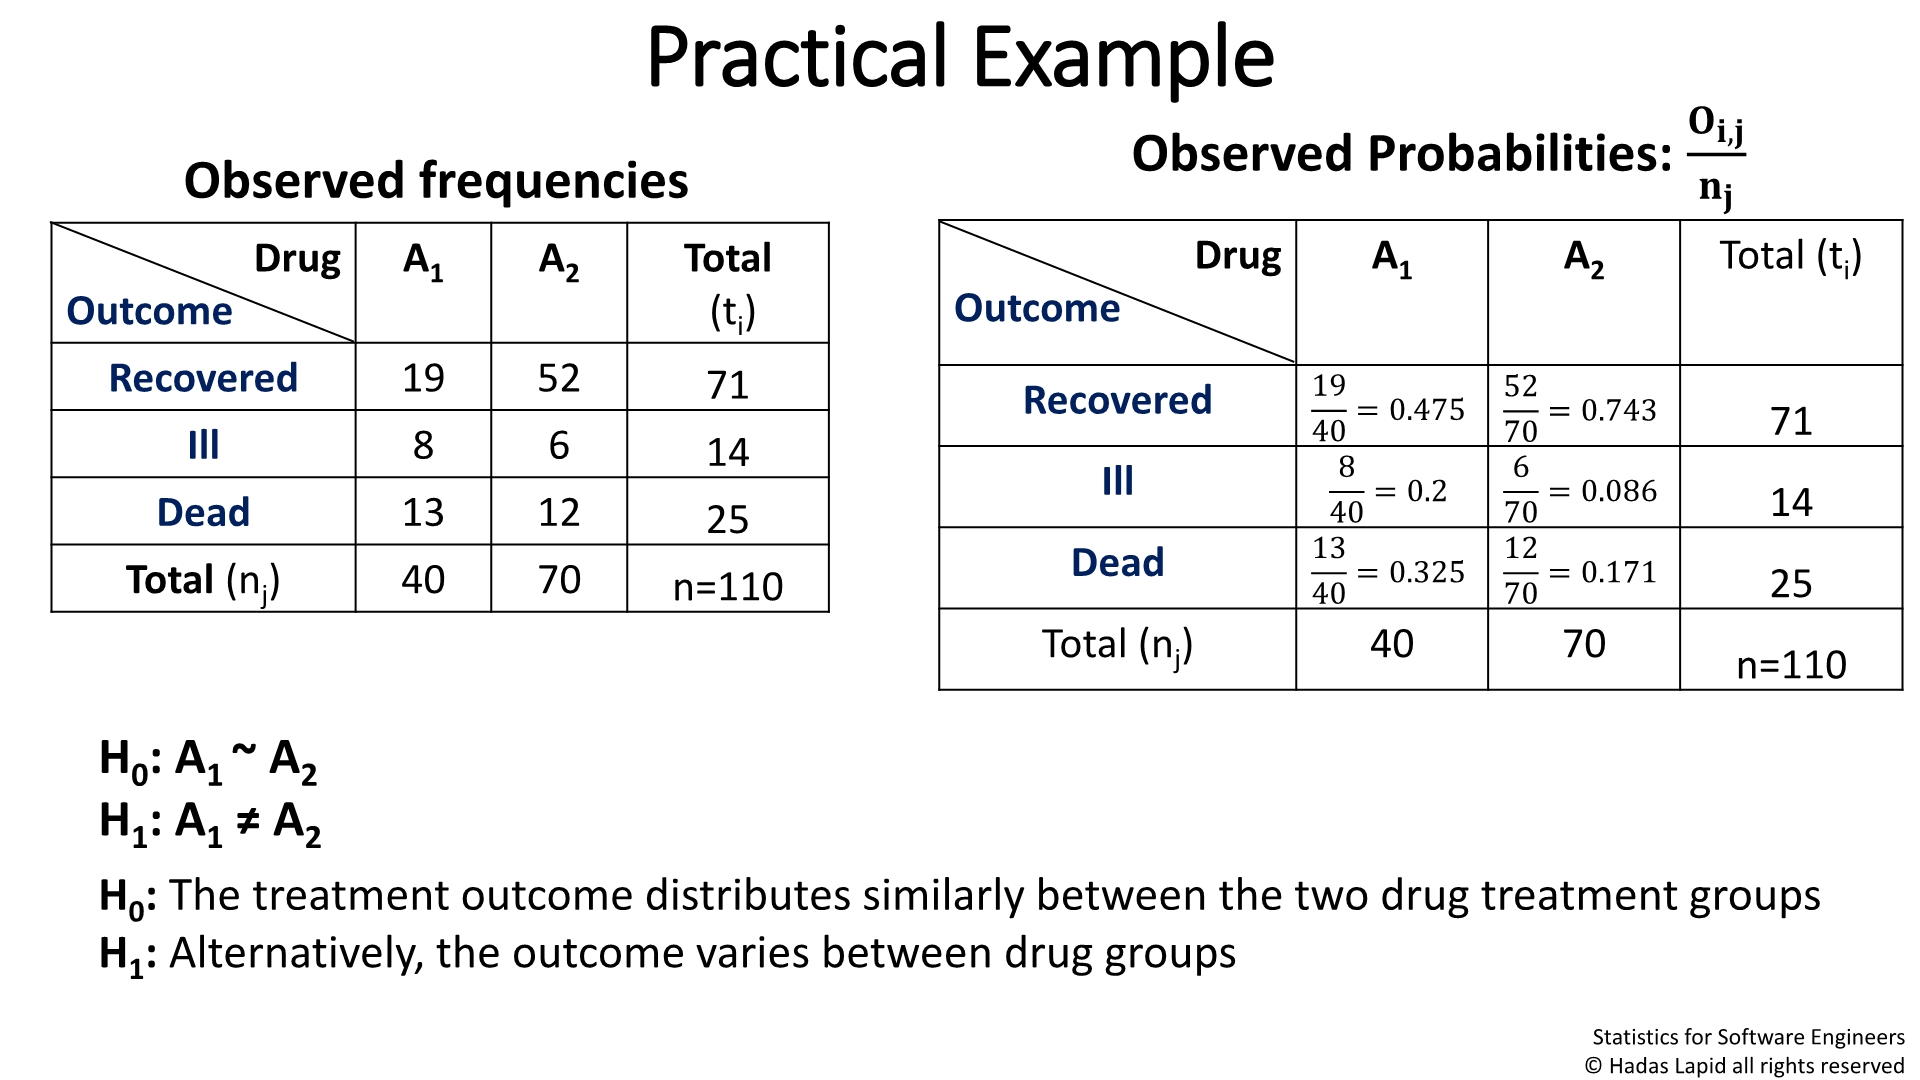 Practical Example
Observed frequencies
Drug
Outcome
A₁ A₂ Total (tᵢ)
Recovered 19 52 71
Ill 8 6 14
Dead 13 12 25
Total (nⱼ) 40 70 n=110
Observed Probabilities: Oᵢ,ⱼ/nⱼ
Drug
Outcome
A₁ A₂ Total (tᵢ)
Recovered 19/40 = 0.475 52/70 = 0.743 71
Ill 8/40 = 0.2 6/70 = 0.086 14
Dead 13/40 = 0.325 12/70 = 0.171 25
Total (nⱼ) 40 70 n=110
H₀: A₁ ~ A₂
H₁: A₁ ≠ A₂
H₀: The treatment outcome distributes similarly between the two drug treatment groups
H₁: Alternatively, the outcome varies between drug groups
Statistics for Software Engineers
© Hadas Lapid all rights reserved